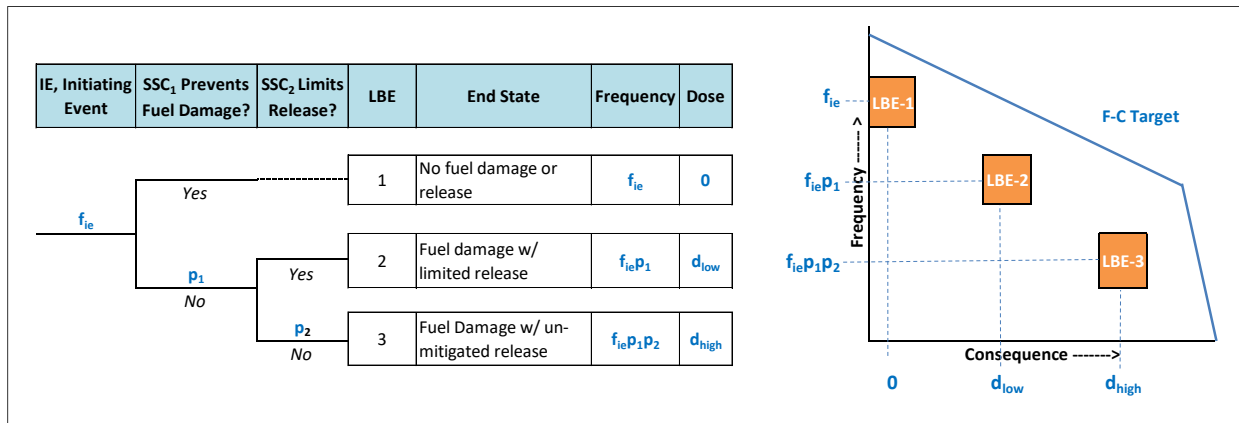 IE, Initiating
Event
SSC1 Prevents
Fuel Damage?
SSC2 Limits
Release?
LBE
End State
Frequency
Dose
fie
Yes
p1
No
Yes
p2
No
1
No fuel damage or
release
fie
0
2
Fuel damage w/
limited release
fiep1
dlow
3
Fuel Damage w/ un-
mitigated release
fiep1p2
dhigh
fie
fiep1
fiep1p2
Frequency ------>
LBE-1
LBE-2
LBE-3
F-C Target
Consequence ------->
0
dlow
dhigh